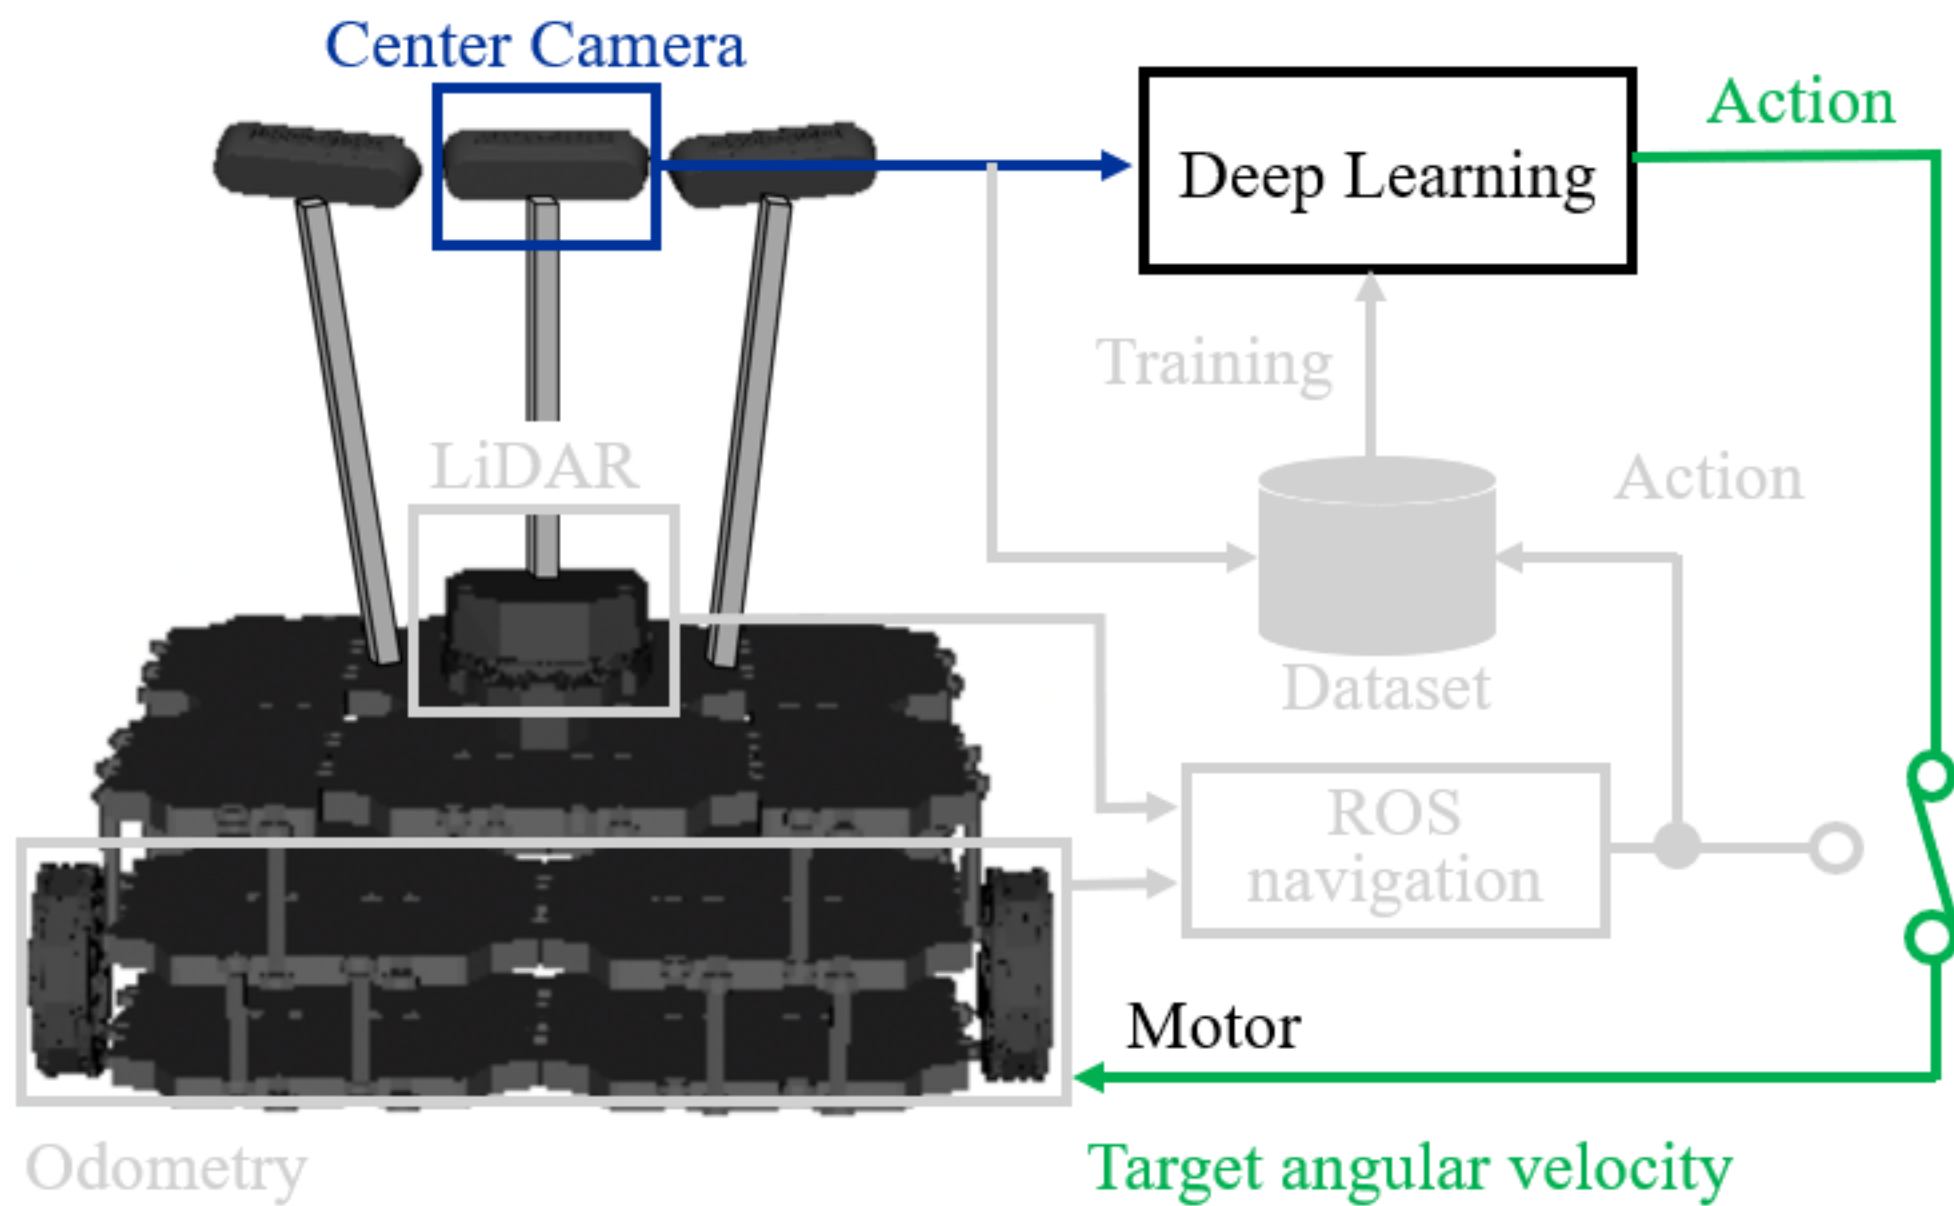 Center Camera
Action
Deep Learning
Training
LiDAR
Action
Dataset
ROS
navigation
Motor
Odometry
Target angular velocity